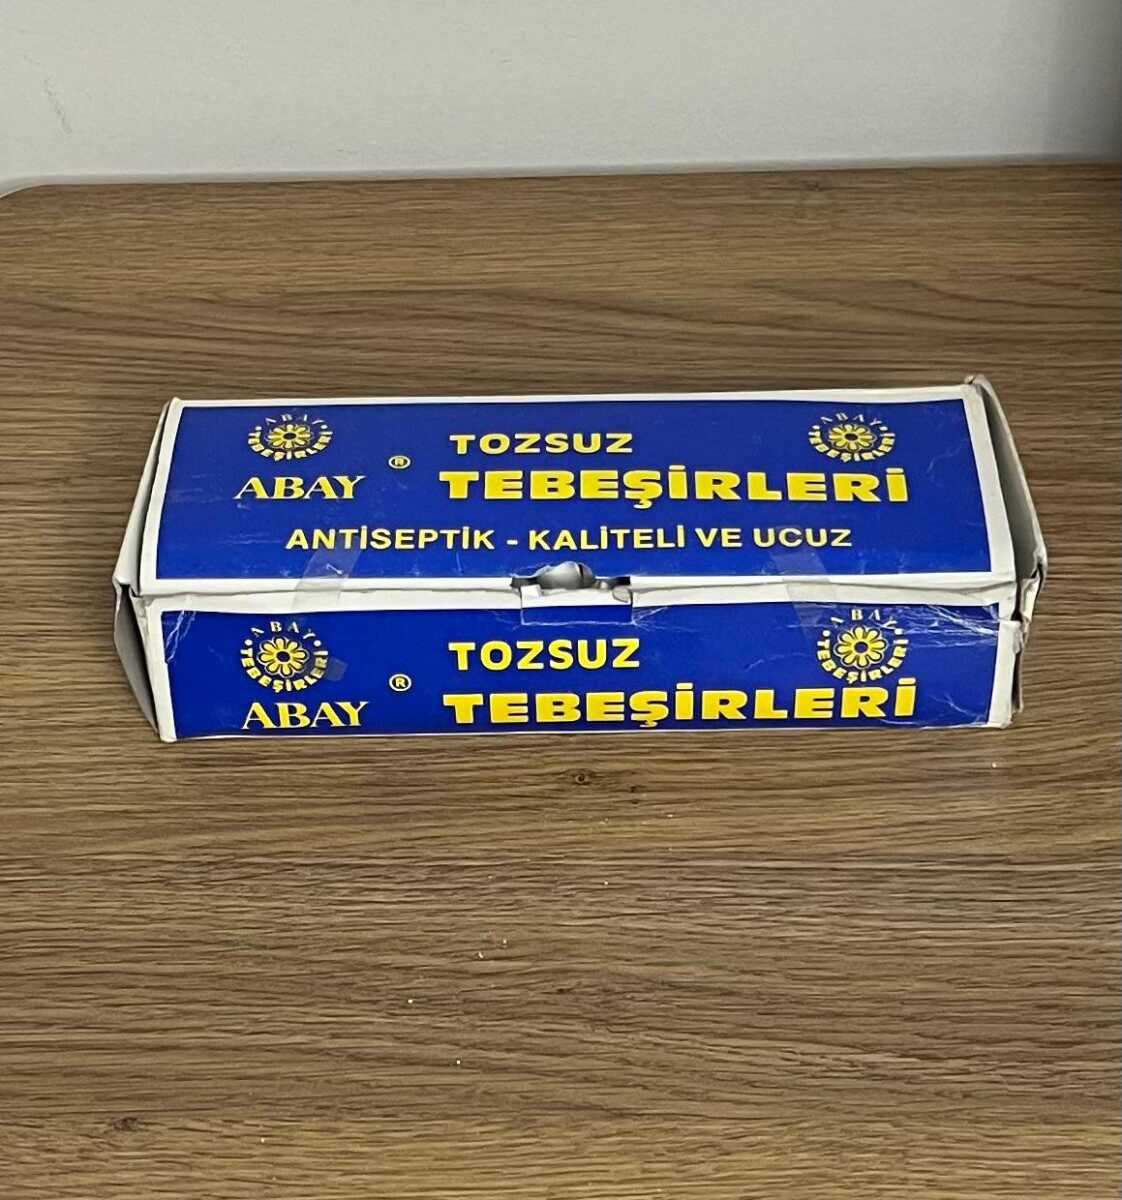 ABAY TEBEŞİRLERİ
ABAY ®
TOZSUZ
TEBEŞİRLERİ
ABAY TEBEŞİRLERİ
ANTİSEPTİK - KALİTELİ VE UCUZ
ABAY TEBEŞİRLERİ
ABAY ®
TOZSUZ
TEBEŞİRLERİ
ABAY TEBEŞİRLERİ